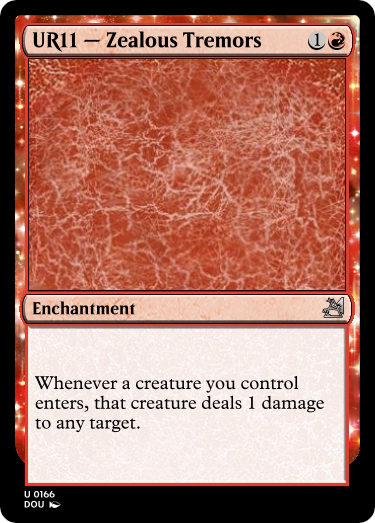 UR11 — Zealous Tremors 1
Enchantment
Whenever a creature you control
enters, that creature deals 1 damage
to any target.
U 0166
DOU